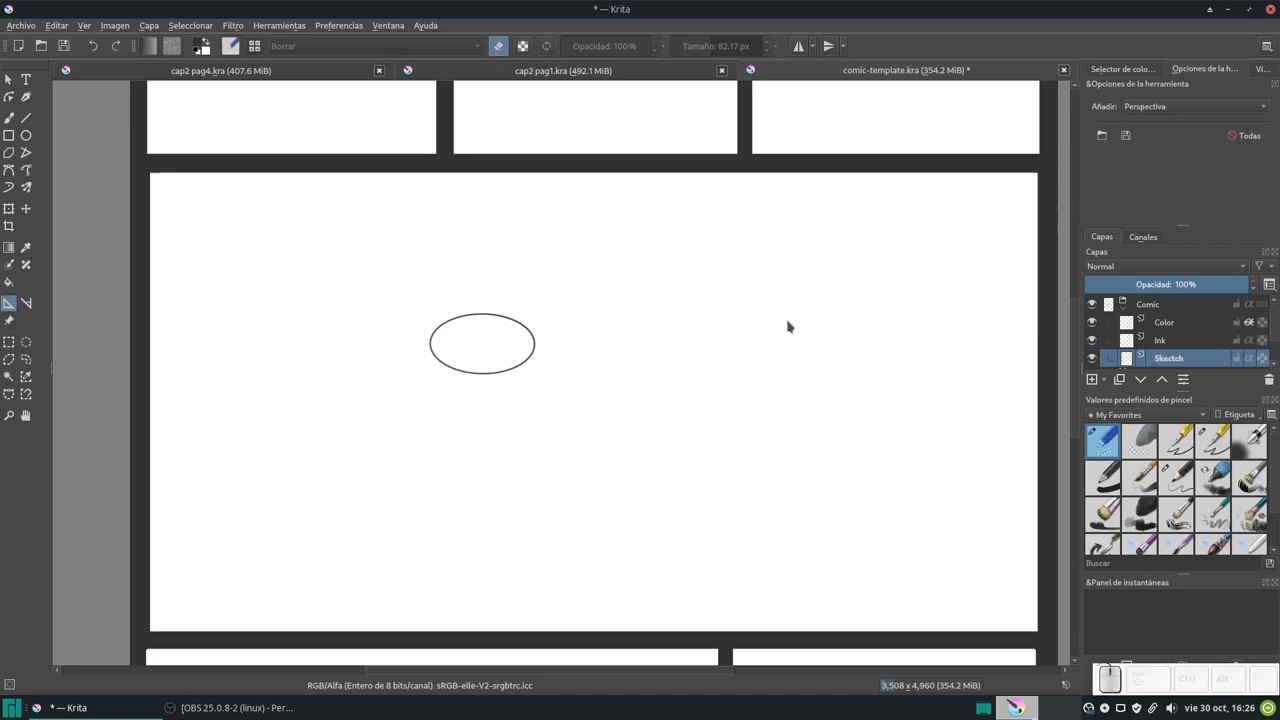 * — Krita
Archivo Editar Ver Imagen Capa Seleccionar Filtro Herramientas Preferencias Ventana Ayuda
Borrar Opacidad: 100% Tamaño: 82.17 px
cap2 pag4.kra (407.6 MiB) cap2 pag1.kra (492.1 MiB) comic-template.kra (354.2 MiB) *
Selector de colo... Opciones de la h... Vi...
&Opciones de la herramienta
Añadir: Perspectiva
Todas
Capas Canales
Capas
Normal
Opacidad: 100%
Comic
Color
Ink
Skectch
Valores predefinidos de pincel
★ My Favorites Etiqueta
Buscar
&Panel de instantáneas
RGB/Alfa (Entero de 8 bits/canal) sRGB-elle-V2-srgbtrc.icc 3,508 x 4,960 (354.2 MiB)
Ctrl Alt
* — Krita [OBS 25.0.8-2 (linux) - Per... vie 30 oct, 16:26